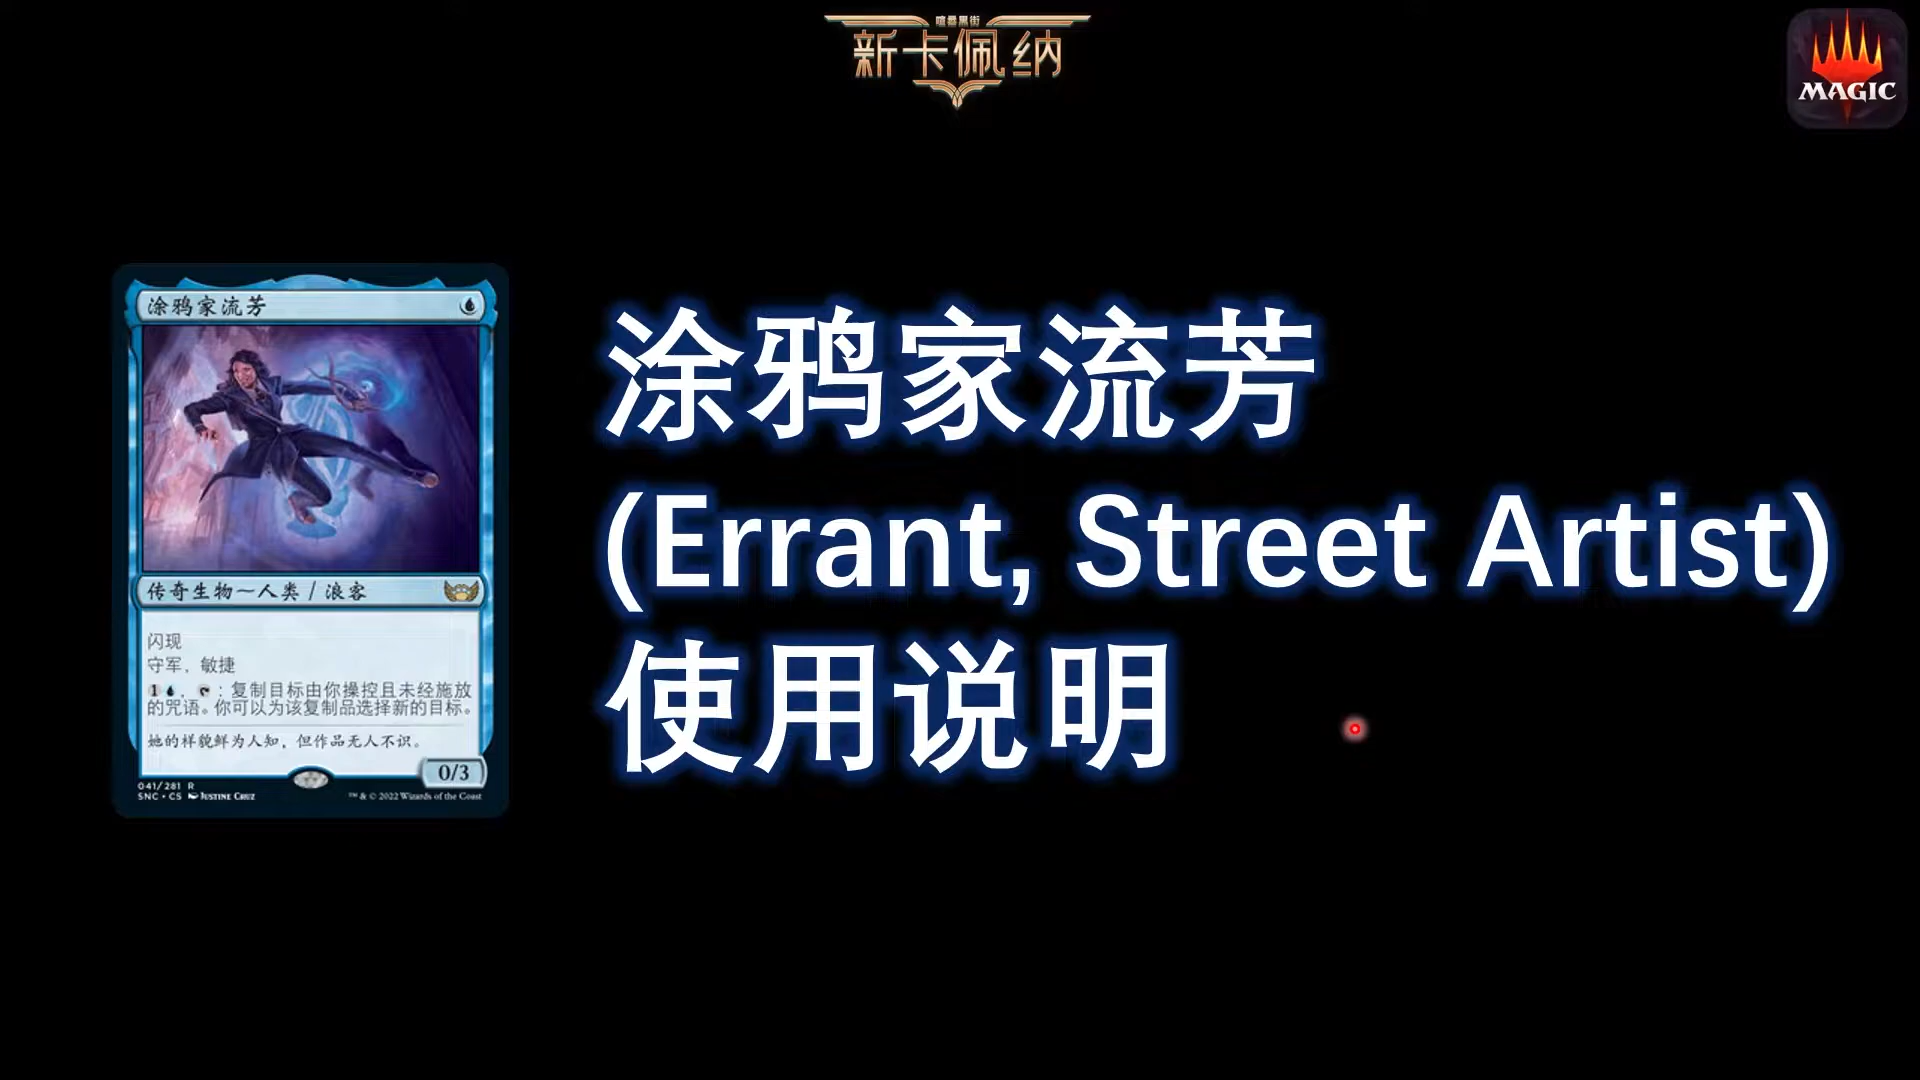 喧嚣黑街
新卡佩纳
MAGIC
涂鸦家流芳
传奇生物～人类 / 浪客
闪现
守军，敏捷
1，：复制目标由你操控且未经施放
的咒语。你可以为该复制品选择新的目标。
她的样貌鲜为人知，但作品无人不识。
0/3
041/281 R
SNC • CS JUSTINE CRUZ
™ & © 2022 Wizards of the Coast
涂鸦家流芳
(Errant, Street Artist)
使用说明